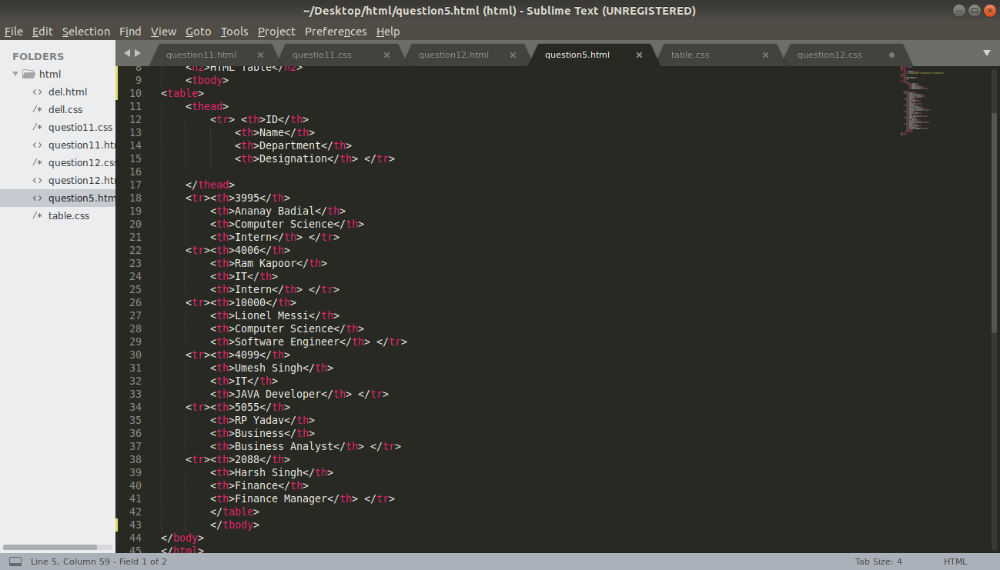 ~/Desktop/html/question5.html (html) - Sublime Text (UNREGISTERED)
File Edit Selection Find View Goto Tools Project Preferences Help
FOLDERS
html
del.html
dell.css
questio11.css
question11.htm
question12.css
question12.htm
question5.htm
table.css
question11.html
questio11.css
question12.html
question5.html
table.css
question12.css
8 <h2>HTML Table</h2>
9 <tbody>
10 <table>
11 <thead>
12 <tr> <th>ID</th>
13 <th>Name</th>
14 <th>Department</th>
15 <th>Designation</th> </tr>
16
17 </thead>
18 <tr><th>3995</th>
19 <th>Ananay Badial</th>
20 <th>Computer Science</th>
21 <th>Intern</th> </tr>
22 <tr><th>4006</th>
23 <th>Ram Kapoor</th>
24 <th>IT</th>
25 <th>Intern</th> </tr>
26 <tr><th>10000</th>
27 <th>Lionel Messi</th>
28 <th>Computer Science</th>
29 <th>Software Engineer</th> </tr>
30 <tr><th>4099</th>
31 <th>Umesh Singh</th>
32 <th>IT</th>
33 <th>JAVA Developer</th> </tr>
34 <tr><th>5055</th>
35 <th>RP Yadav</th>
36 <th>Business</th>
37 <th>Business Analyst</th> </tr>
38 <tr><th>2088</th>
39 <th>Harsh Singh</th>
40 <th>Finance</th>
41 <th>Finance Manager</th> </tr>
42 </table>
43 </tbody>
44 </body>
45 </html>
Line 5, Column 59 - Field 1 of 2
Tab Size: 4
HTML